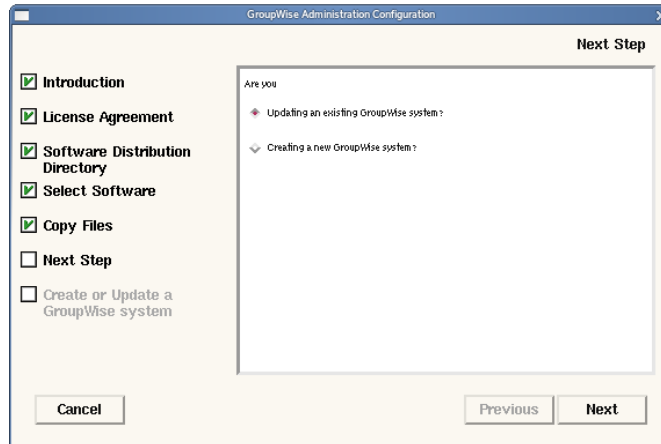 GroupWise Administration Configuration
Next Step
Introduction
License Agreement
Software Distribution
Directory
Select Software
Copy Files
Next Step
Create or Update a
GroupWise system
Are you
Updating an existing GroupWise system?
Creating a new GroupWise system?
Cancel
Previous
Next